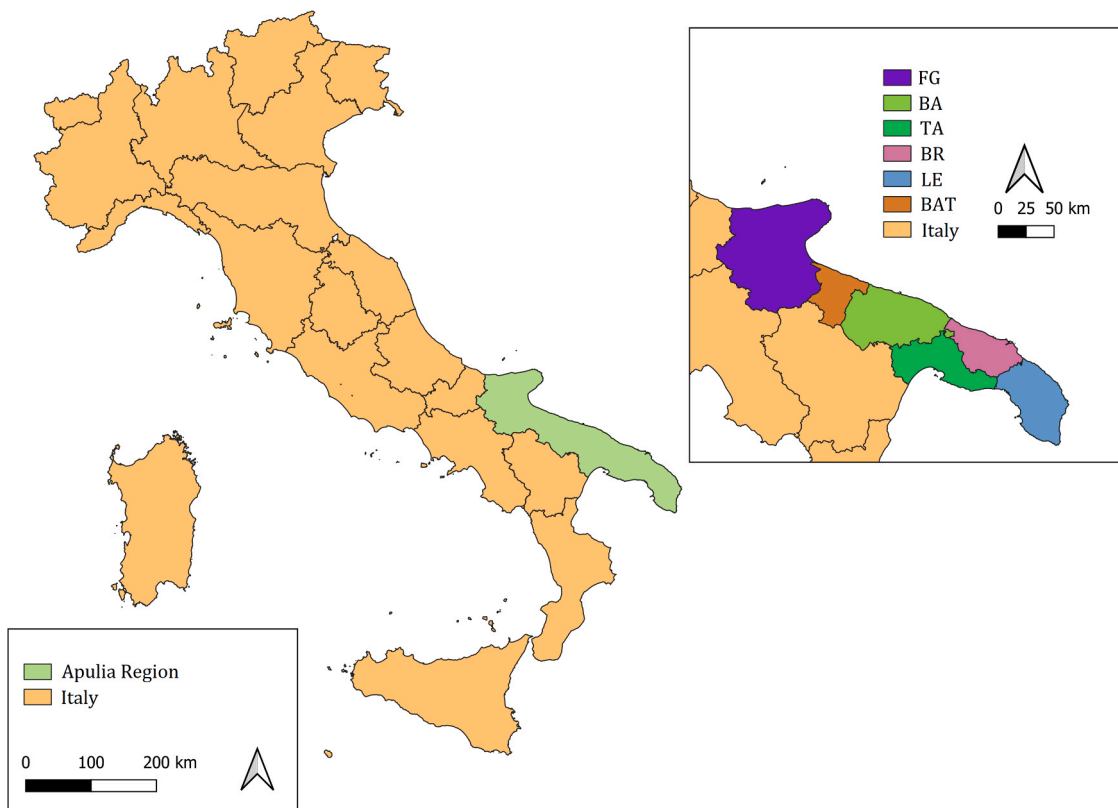 FG
BA
TA
BR
LE
BAT
Italy
0 25 50 km
Apulia Region
Italy
0 100 200 km